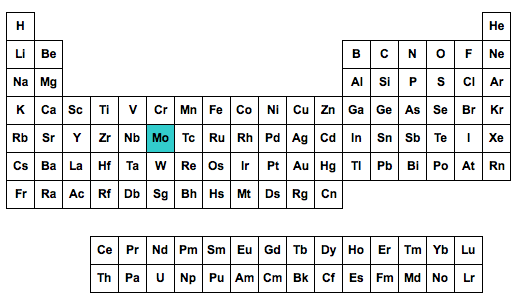 H He
Li Be B C N O F Ne
Na Mg Al Si P S Cl Ar
K Ca Sc Ti V Cr Mn Fe Co Ni Cu Zn Ga Ge As Se Br Kr
Rb Sr Y Zr Nb Mo Tc Ru Rh Pd Ag Cd In Sn Sb Te I Xe
Cs Ba La Hf Ta W Re Os Ir Pt Au Hg Tl Pb Bi Po At Rn
Fr Ra Ac Rf Db Sg Bh Hs Mt Ds Rg Cn
Ce Pr Nd Pm Sm Eu Gd Tb Dy Ho Er Tm Yb Lu
Th Pa U Np Pu Am Cm Bk Cf Es Fm Md No Lr